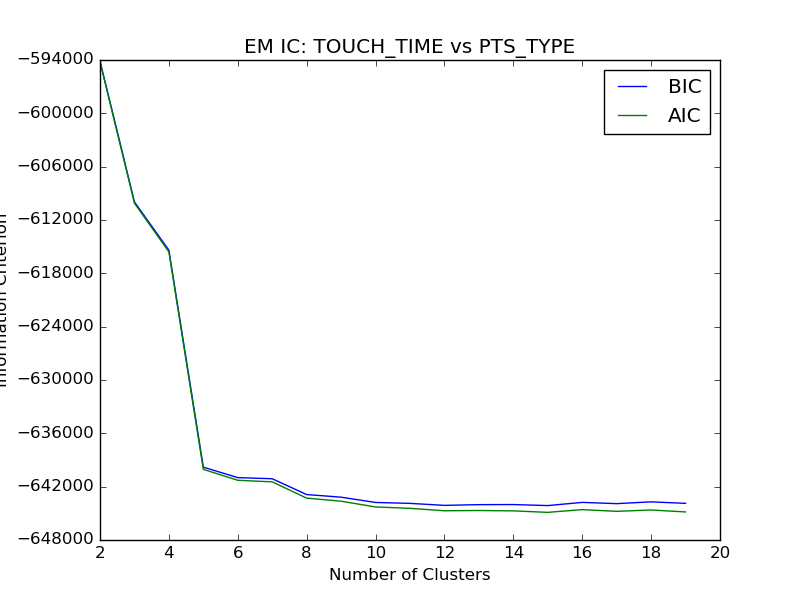 EM IC: TOUCH_TIME vs PTS_TYPE
−594000
−600000
−606000
−612000
−618000
−624000
−630000
−636000
−642000
−648000
Information Criterion
BIC
AIC
2 4 6 8 10 12 14 16 18 20
Number of Clusters